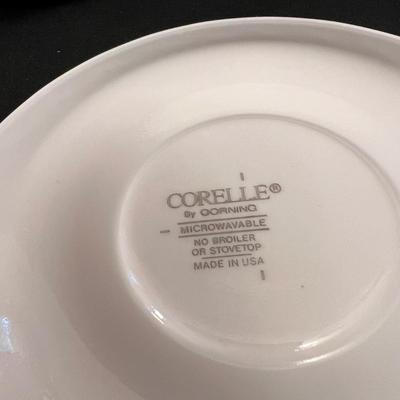 CORELLE®
By CORNING
MICROWAVABLE
NO BROILER
OR STOVETOP
MADE IN USA